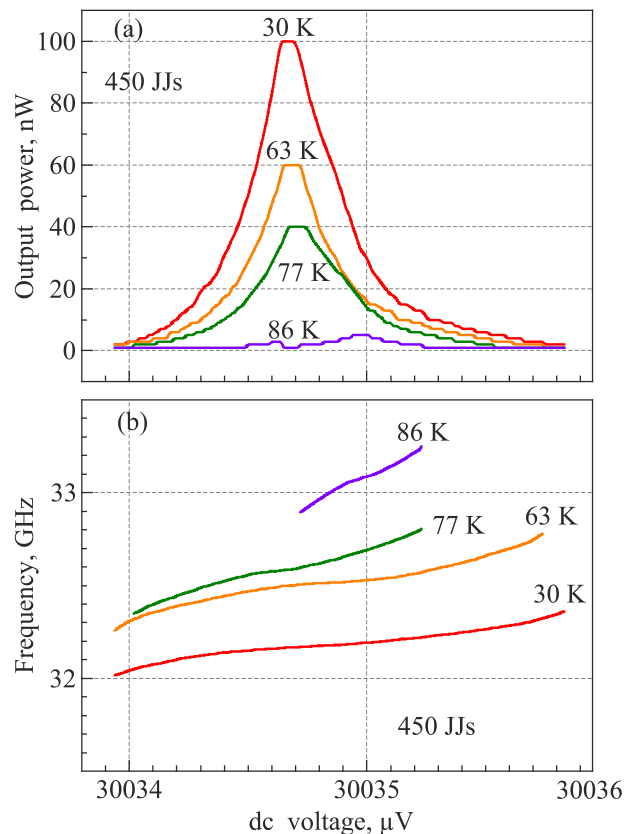 (a)
30 K
100
450 JJs
80
63 K
60
40
77 K
20
86 K
0
Output power, nW
(b)
86 K
33
77 K
63 K
30 K
32
450 JJs
Frequency, GHz
30034 30035 30036
dc voltage, µV